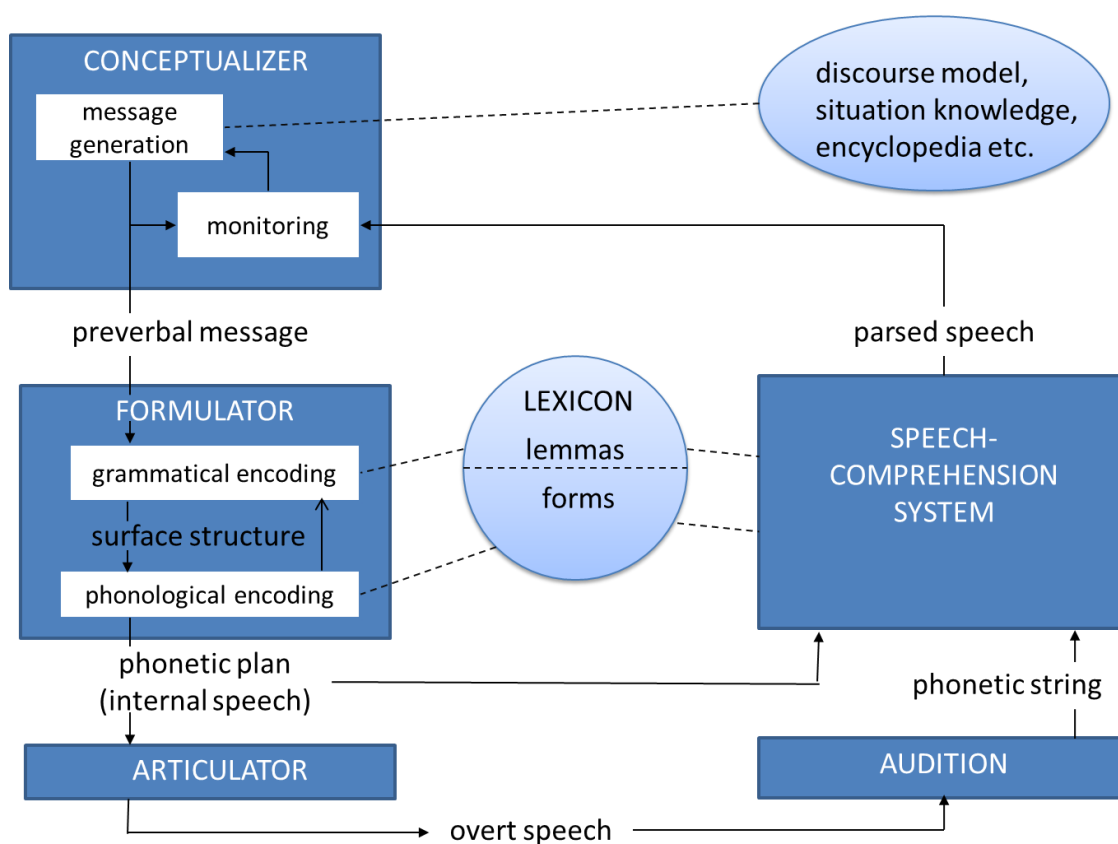 CONCEPTUALIZER
message
generation
monitoring
discourse model,
situation knowledge,
encyclopedia etc.
preverbal message
parsed speech
FORMULATOR
grammatical encoding
surface structure
phonological encoding
LEXICON
lemmas
forms
SPEECH-
COMPREHENSION
SYSTEM
phonetic plan
(internal speech)
phonetic string
ARTICULATOR
AUDITION
overt speech